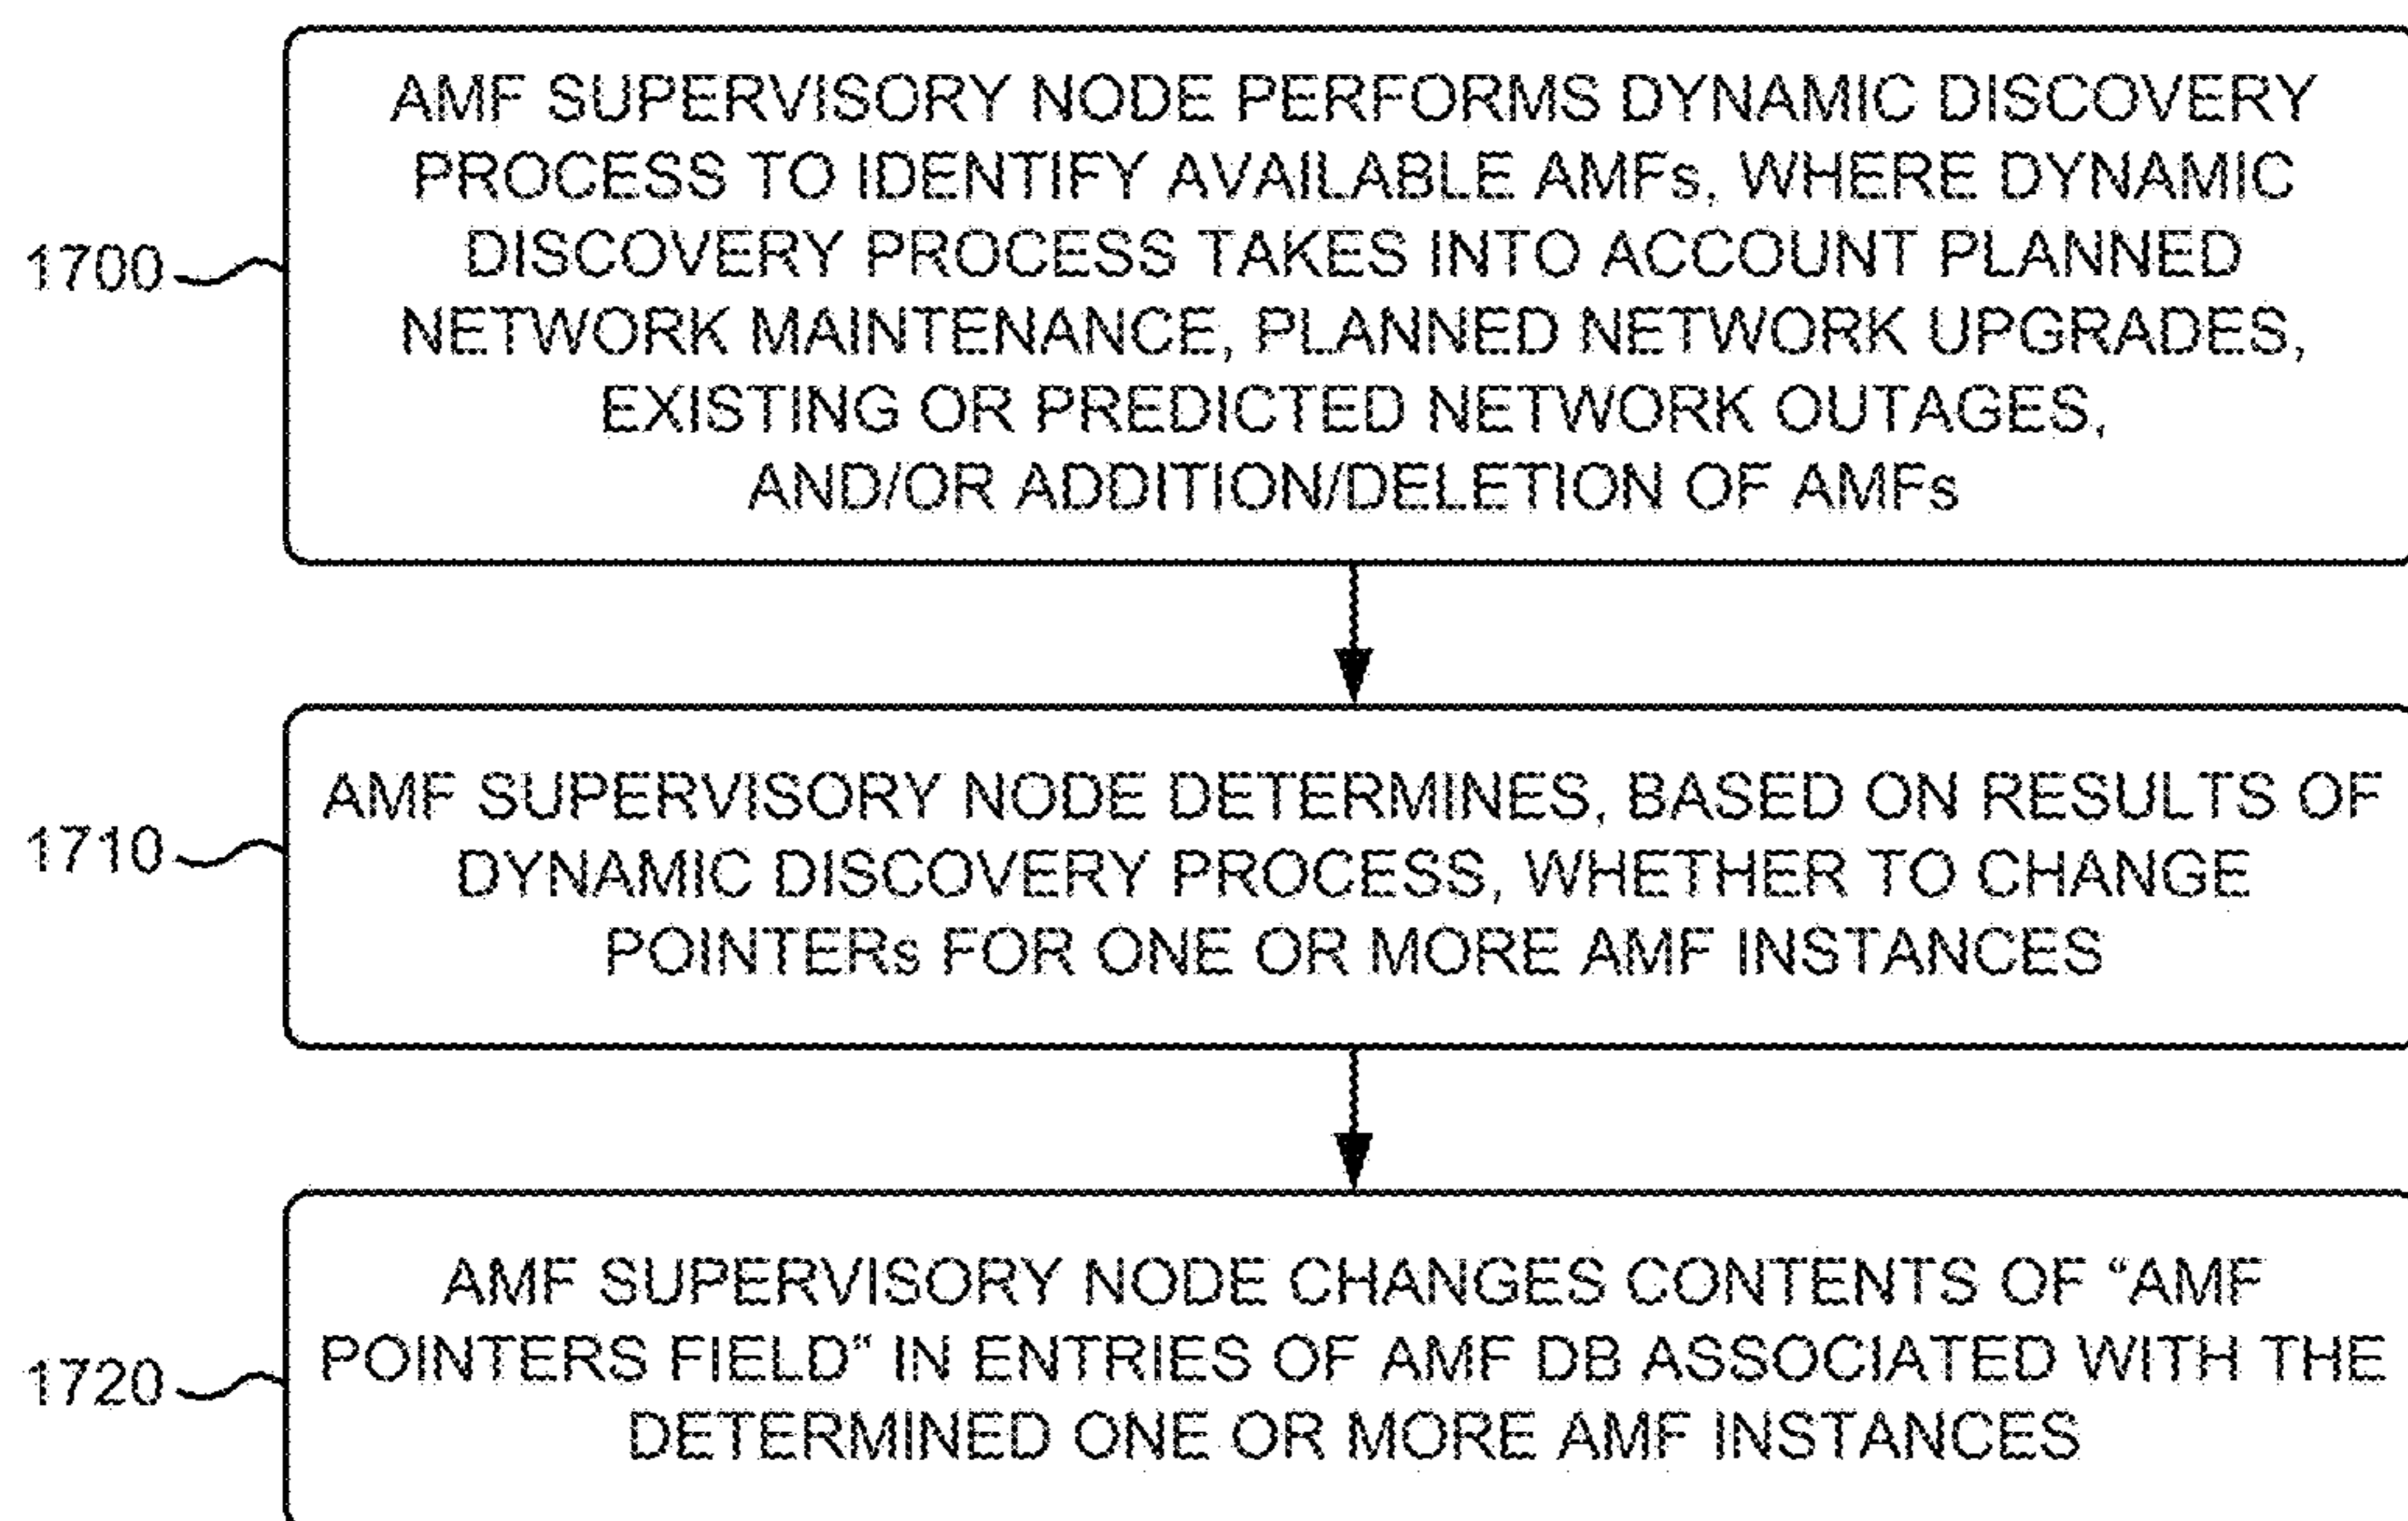 AMF SUPERVISORY NODE PERFORMS DYNAMIC DISCOVERY
PROCESS TO IDENTIFY AVAILABLE AMFs, WHERE DYNAMIC
1700 DISCOVERY PROCESS TAKES INTO ACCOUNT PLANNED
NETWORK MAINTENANCE, PLANNED NETWORK UPGRADES,
EXISTING OR PREDICTED NETWORK OUTAGES,
AND/OR ADDITION/DELETION OF AMFs
AMF SUPERVISORY NODE DETERMINES, BASED ON RESULTS OF
1710 DYNAMIC DISCOVERY PROCESS, WHETHER TO CHANGE
POINTERs FOR ONE OR MORE AMF INSTANCES
AMF SUPERVISORY NODE CHANGES CONTENTS OF “AMF
1720 POINTERS FIELD“ IN ENTRIES OF AMF DB ASSOCIATED WITH THE
DETERMINED ONE OR MORE AMF INSTANCES